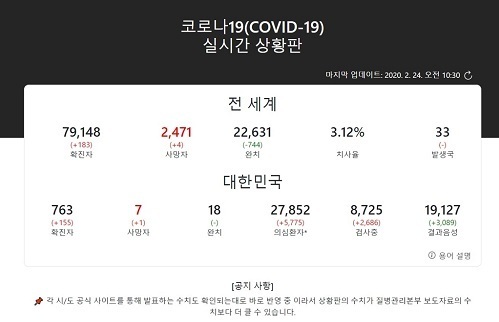 코로나19(COVID-19)
실시간 상황판
마지막 업데이트: 2020. 2. 24. 오전 10:30
전 세계
79,148 2,471 22,631 3.12% 33
(+183) (+4) (-744) (-)
확진자 사망자 완치 치사율 발생국
대한민국
763 7 18 27,852 8,725 19,127
(+155) (+1) (-) (+5,775) (+2,686) (+3,089)
확진자 사망자 완치 의심환자* 검사중 결과음성
용어 설명
[공지 사항]
📌 각 시/도 공식 사이트를 통해 발표하는 수치도 확인되는대로 바로 반영 중 이라서 상황판의 수치가 질병관리본부 보도자료의 수
치보다 더 클 수 있습니다.